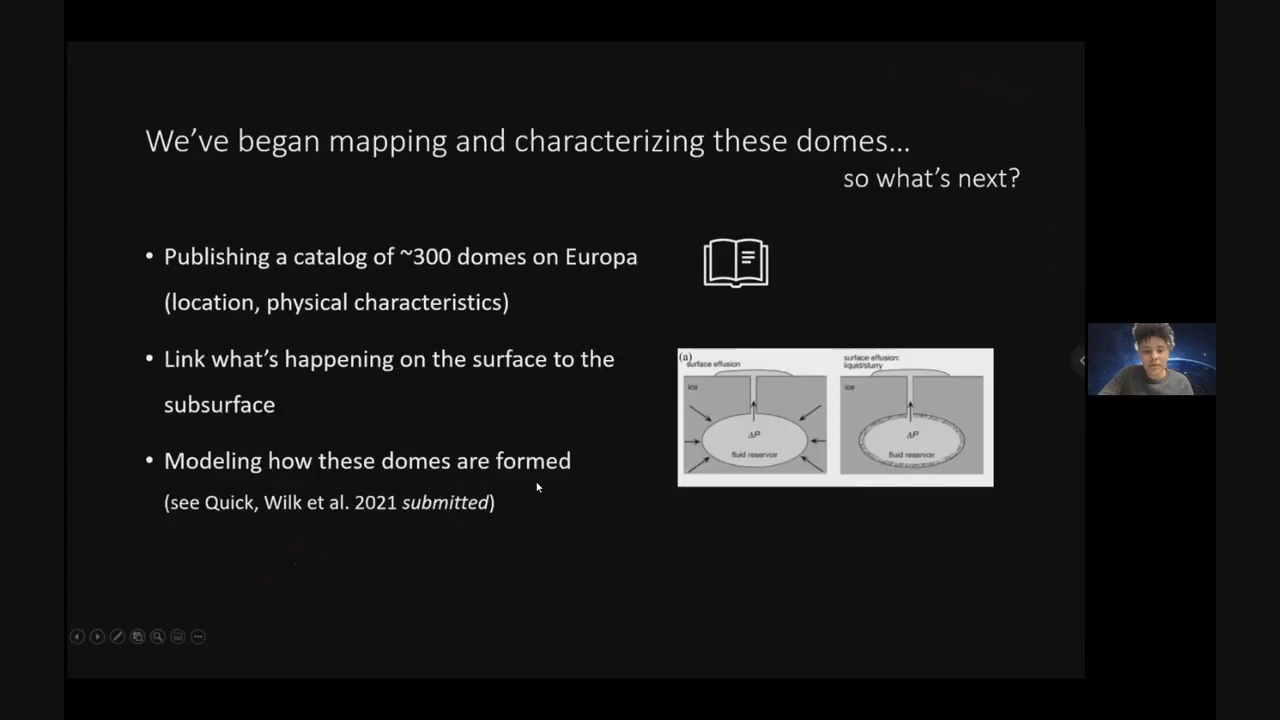 We've began mapping and characterizing these domes...
so what's next?
• Publishing a catalog of ~300 domes on Europa
(location, physical characteristics)
• Link what's happening on the surface to the
subsurface
• Modeling how these domes are formed
(see Quick, Wilk et al. 2021 submitted)
(a)
surface effusion
ice
ΔP
fluid reservoir
surface effusion:
liquid/slurry
ice
ΔP
fluid reservoir